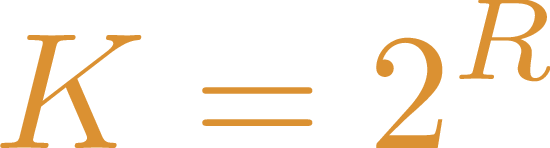 K = 2^R